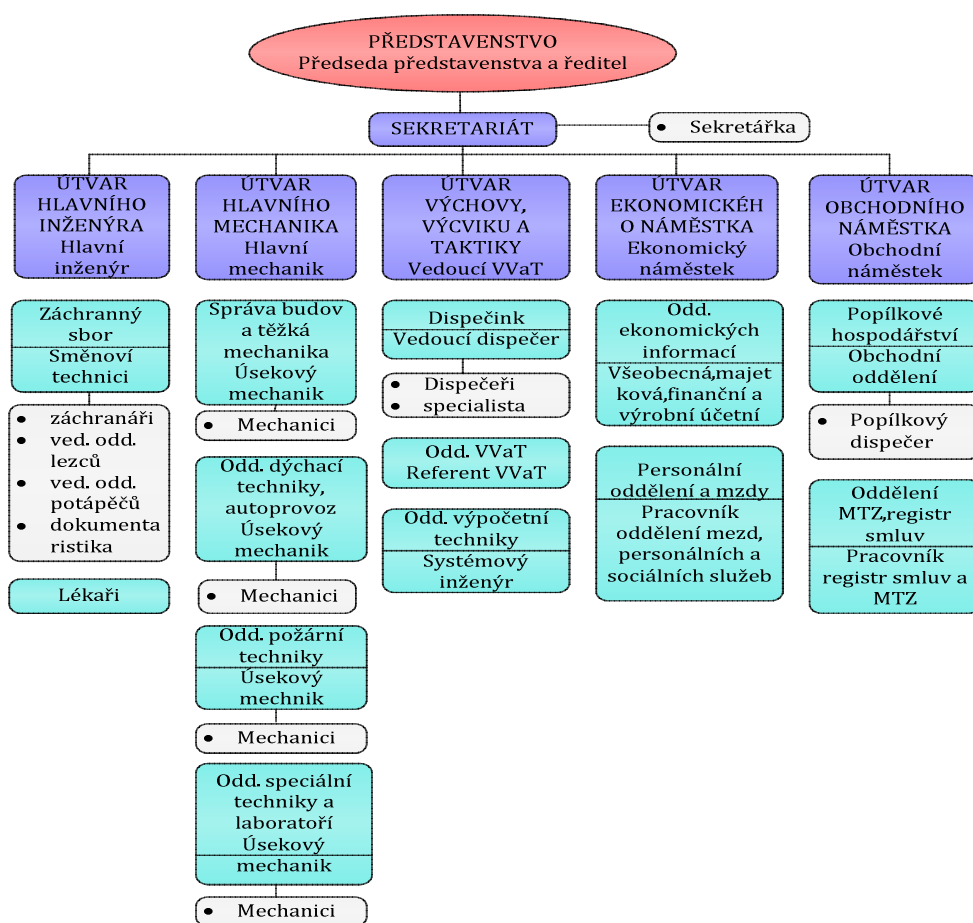 PŘEDSTAVENSTVO
Předseda představenstva a ředitel
SEKRETARIÁT
• Sekretářka
ÚTVAR
HLAVNÍHO
INŽENÝRA
Hlavní
inženýr
Záchranný
sbor
Směnoví
technici
• záchranáři
• ved. odd.
lezců
• ved. odd.
potápěčů
• dokumenta
ristika
Lékaři
ÚTVAR
HLAVNÍHO
MECHANIKA
Hlavní
mechanik
Správa budov
a těžká
mechanika
Úsekový
mechanik
• Mechanici
Odd. dýchací
techniky,
autoprovoz
Úsekový
mechanik
• Mechanici
Odd. požární
techniky
Úsekový
mechnik
• Mechanici
Odd. speciální
techniky a
laboratoří
Úsekový
mechanik
• Mechanici
ÚTVAR
VÝCHOVY,
VÝCVIKU A
TAKTIKY
Vedoucí VVaT
Dispečink
Vedoucí dispečer
• Dispečeři
• specialista
Odd. VVaT
Referent VVaT
Odd. výpočetní
techniky
Systémový
inženýr
ÚTVAR
EKONOMICKÉH
O NÁMĚSTKA
Ekonomický
náměstek
Odd.
ekonomických
informací
Všeobecná,majet
ková,finanční a
výrobní účetní
Personální
oddělení a mzdy
Pracovník
oddělení mezd,
personálních a
sociálních služeb
ÚTVAR
OBCHODNÍHO
NÁMĚSTKA
Obchodní
náměstek
Popílkové
hospodářství
Obchodní
oddělení
• Popílkový
dispečer
Oddělení
MTZ,registr
smluv
Pracovník
registr smluv a
MTZ